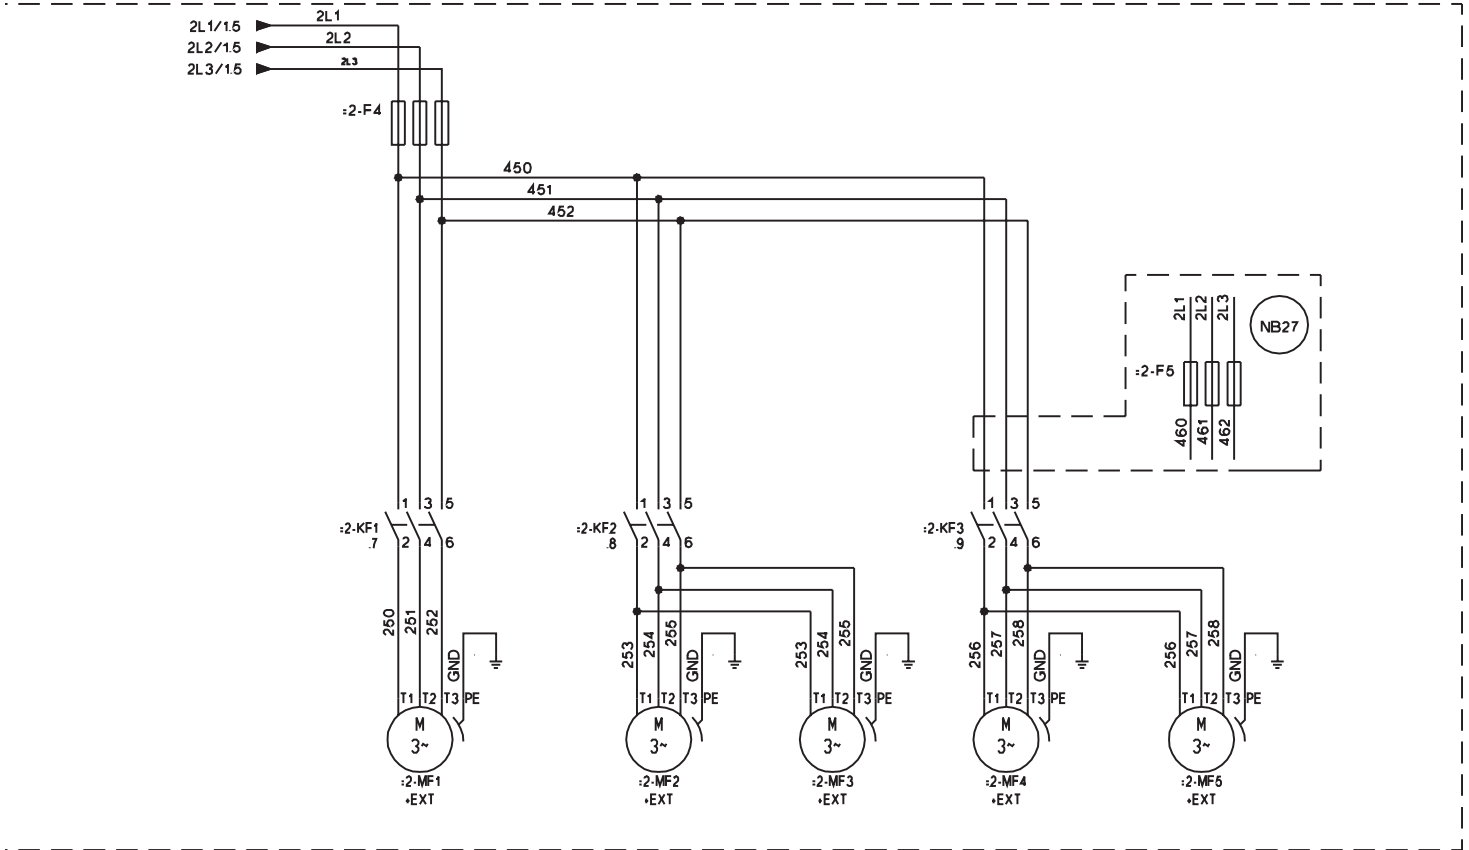 2L1/1.5
2L1
2L2/1.5
2L2
2L3/1.5
2L3
=2-F4
450
451
452
2L1
2L2
2L3
NB27
=2-F5
460
461
462
1 3 5
=2-KF1
.7
2 4 6
1 3 5
=2-KF2
.8
2 4 6
1 3 5
=2-KF3
.9
2 4 6
250
251
252
GND
253
254
255
GND
253
254
255
GND
256
257
258
GND
256
257
258
GND
T1 T2 T3 PE
T1 T2 T3 PE
T1 T2 T3 PE
T1 T2 T3 PE
T1 T2 T3 PE
M
3~
M
3~
M
3~
M
3~
M
3~
=2-MF1
+EXT
=2-MF2
+EXT
=2-MF3
+EXT
=2-MF4
+EXT
=2-MF5
+EXT